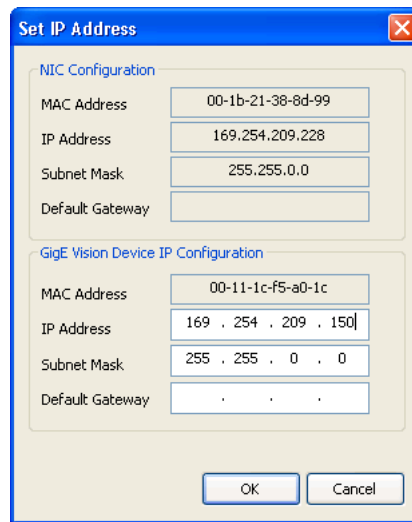 Set IP Address
NIC Configuration
MAC Address 00-1b-21-38-8d-99
IP Address 169.254.209.228
Subnet Mask 255.255.0.0
Default Gateway
GigE Vision Device IP Configuration
MAC Address 00-11-1c-f5-a0-1c
IP Address 169 . 254 . 209 . 150
Subnet Mask 255 . 255 . 0 . 0
Default Gateway . . .
OK Cancel